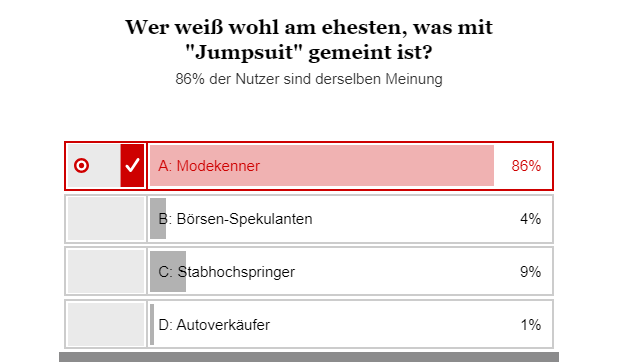 Wer weiß wohl am ehesten, was mit
"Jumpsuit" gemeint ist?
86% der Nutzer sind derselben Meinung
A: Modekenner 86%
B: Börsen-Spekulanten 4%
C: Stabhochspringer 9%
D: Autoverkäufer 1%